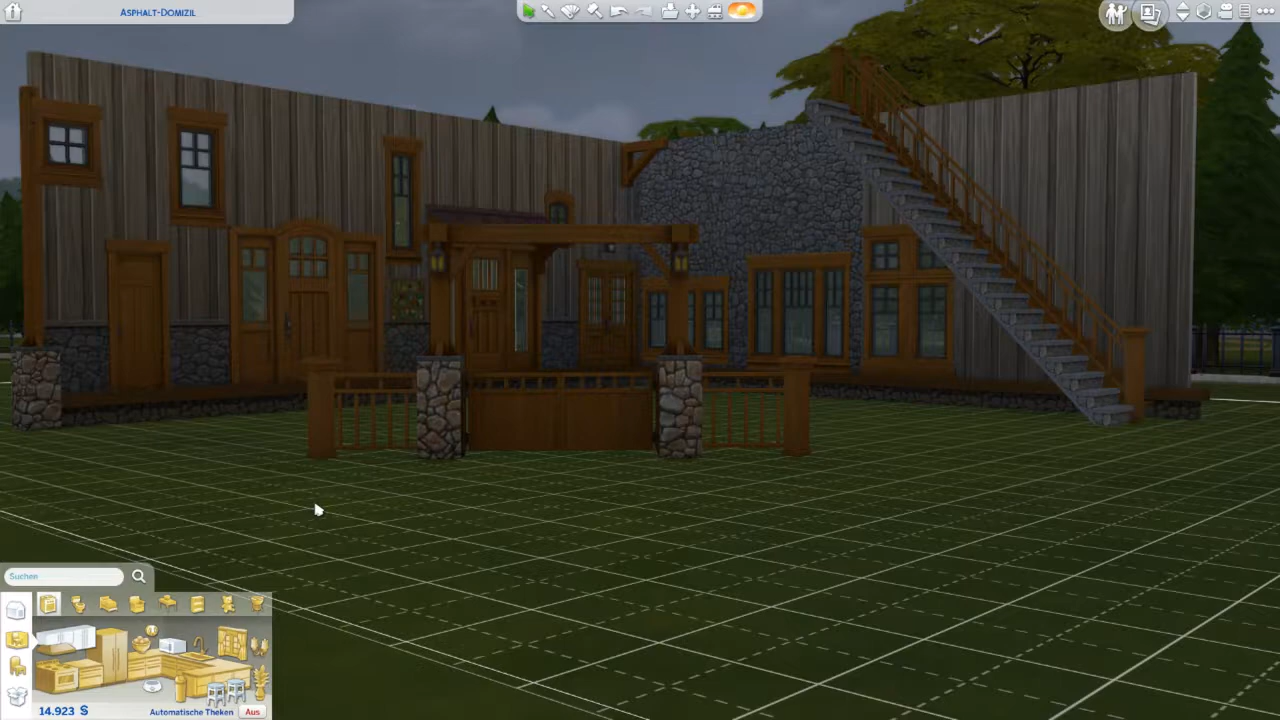 Asphalt-Domizil
Suchen
14.923 $
Automatische Theken Aus